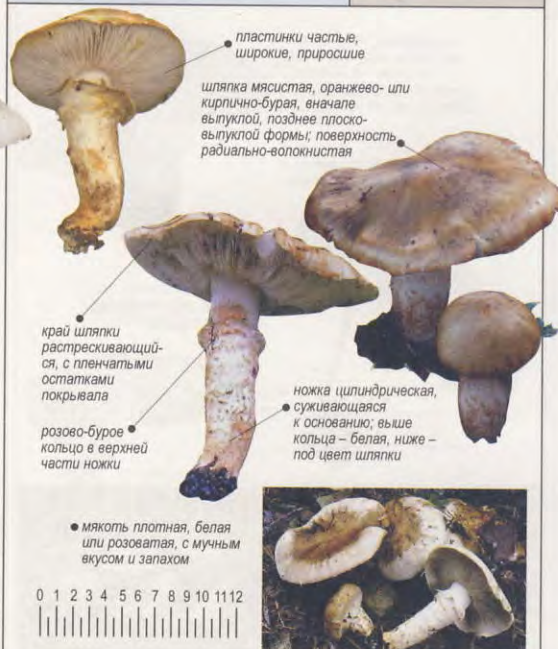 пластинки частые,
широкие, приросшие
шляпка мясистая, оранжево- или
кирпично-бурая, вначале
выпуклой, позднее плоско-
выпуклой формы; поверхность
радиально-волокнистая
край шляпки
растрескивающий-
ся, с пленчатыми
остатками
покрывала
розово-бурое
кольцо в верхней
части ножки
ножка цилиндрическая,
суживающаяся
к основанию; выше
кольца – белая, ниже –
под цвет шляпки
мякоть плотная, белая
или розоватая, с мучным
вкусом и запахом
0 1 2 3 4 5 6 7 8 9 10 11 12